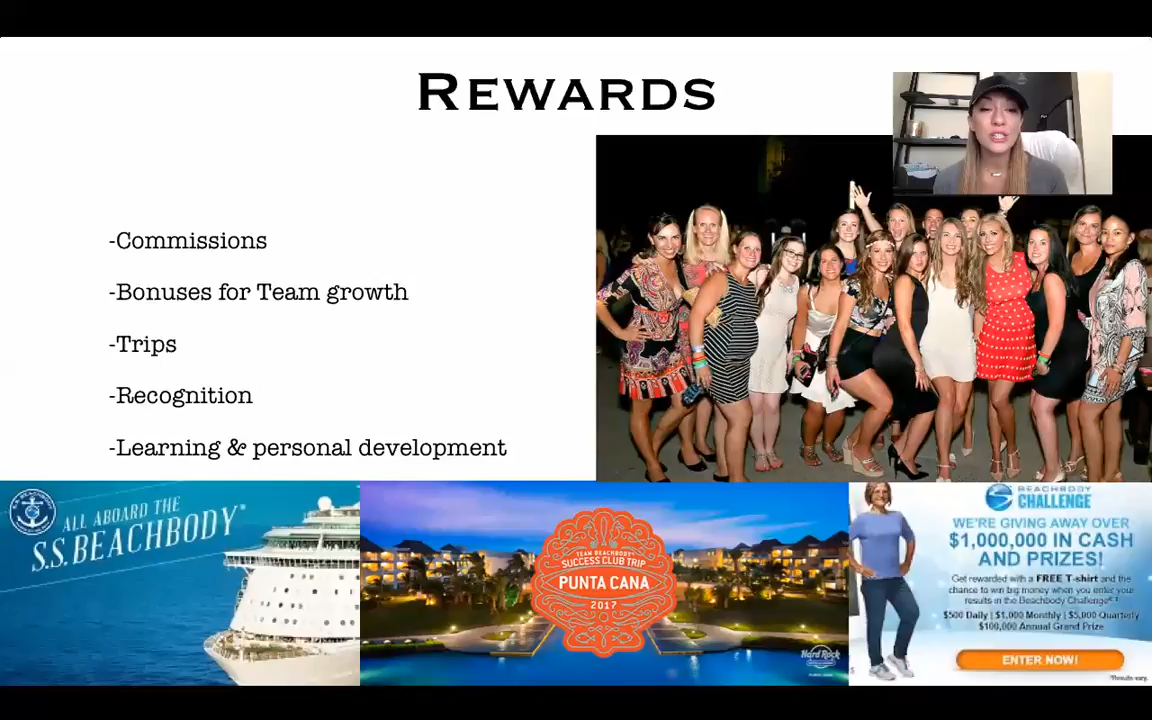 REWARDS
-Commissions
-Bonuses for Team growth
-Trips
-Recognition
-Learning & personal development
ALL ABOARD THE
S.S. BEACHBODY
TEAM BEACHBODY
SUCCESS CLUB TRIP
PUNTA CANA
2017
Hard Rock
BEACHBODY
CHALLENGE
WE'RE GIVING AWAY OVER
$1,000,000 IN CASH
AND PRIZES!
Get rewarded with a FREE T-shirt and the
chance to win big money when you enter your
results in the Beachbody Challenge
$500 Daily | $1,000 Monthly | $5,000 Quarterly
$100,000 Annual Grand Prize
ENTER NOW!
*Results vary.